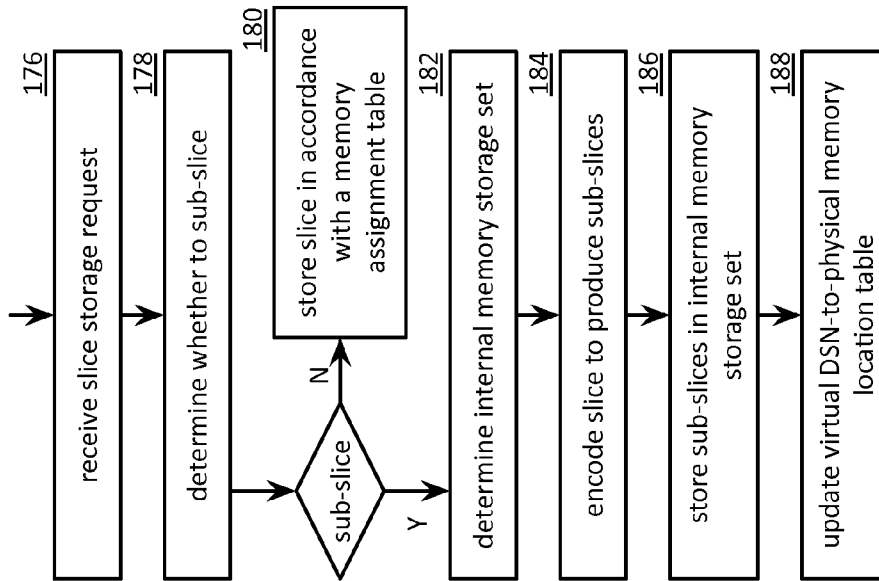 176
receive slice storage request
178
determine whether to sub-slice
sub-slice
N
Y
180
store slice in accordance
with a memory
assignment table
182
determine internal memory storage set
184
encode slice to produce sub-slices
186
store sub-slices in internal memory
storage set
188
update virtual DSN-to-physical memory
location table